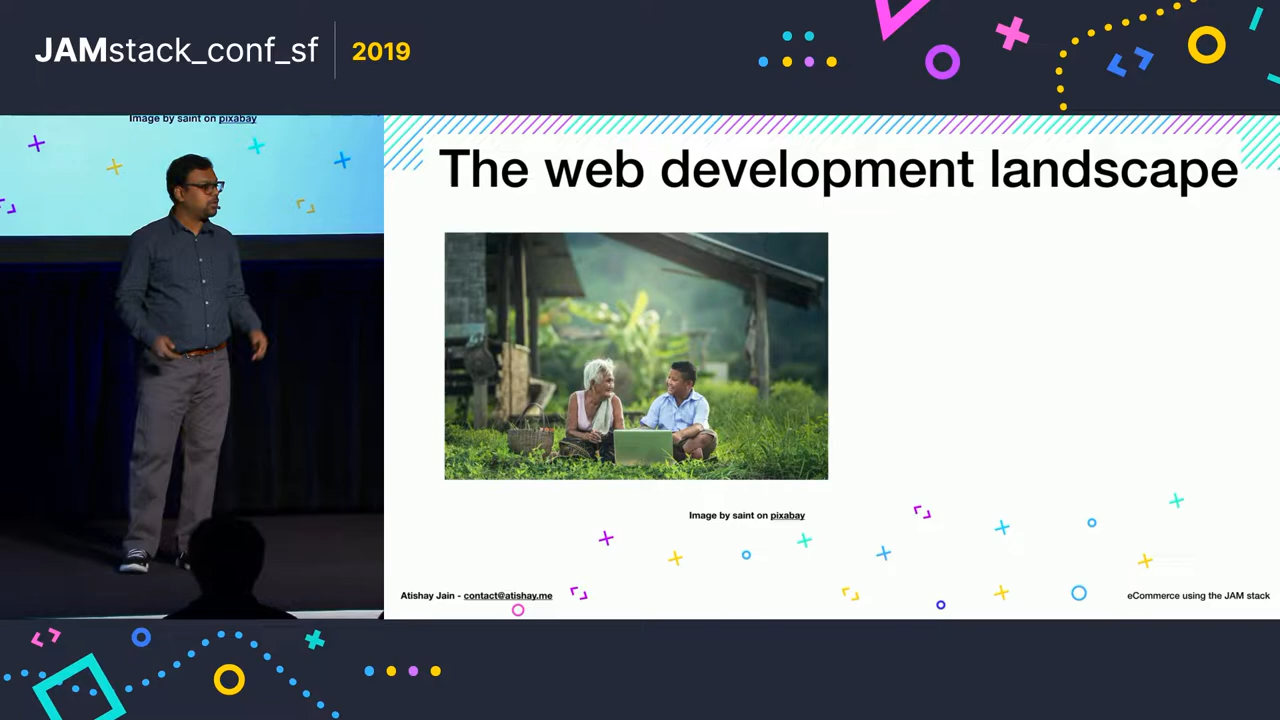 JAMstack_conf_sf 2019
Image by saint on pixabay
The web development landscape
Image by saint on pixabay
Atishay Jain - contact@atishay.me
eCommerce using the JAM stack